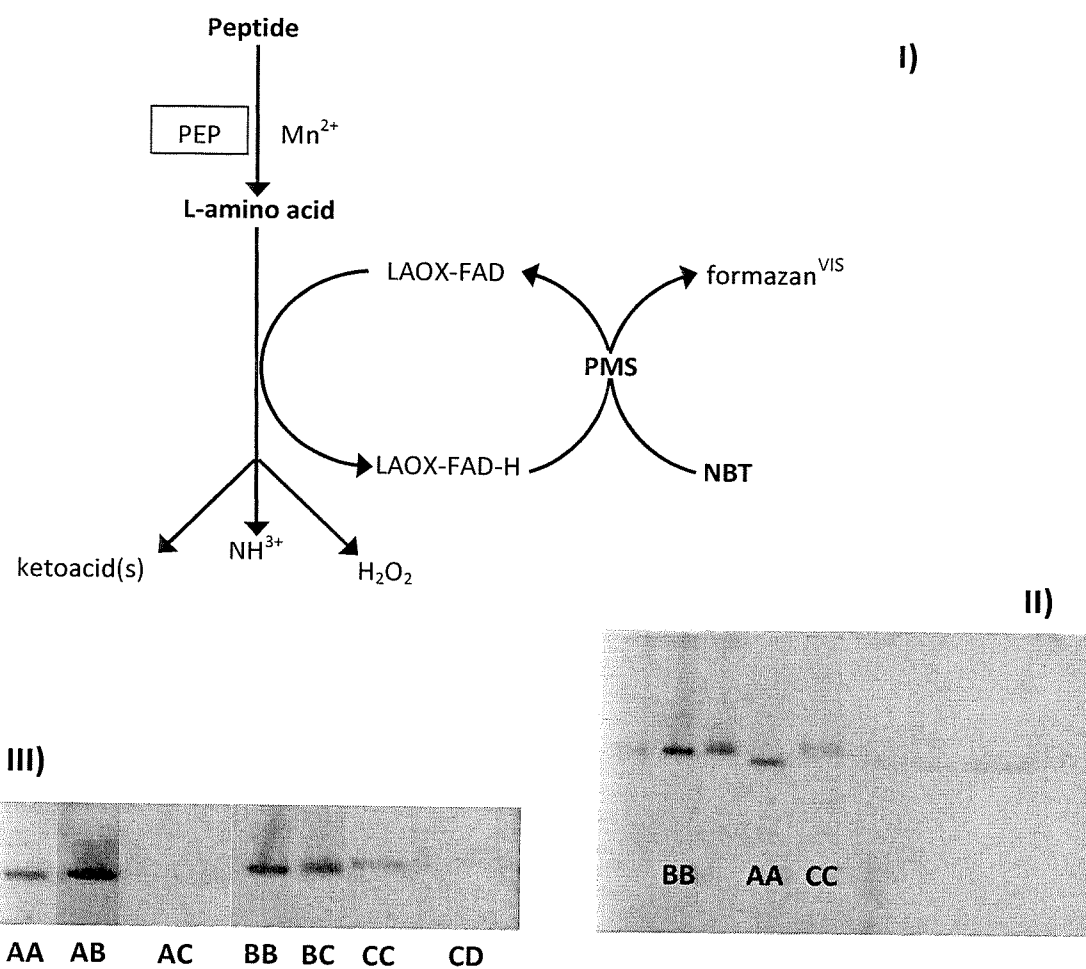 Peptide
I)
PEP Mn2+
L-amino acid
LAOX-FAD formazanVIS
PMS
LAOX-FAD-H NBT
ketoacid(s) NH3+ H2O2
II)
BB AA CC
III)
AA AB AC BB BC CC CD